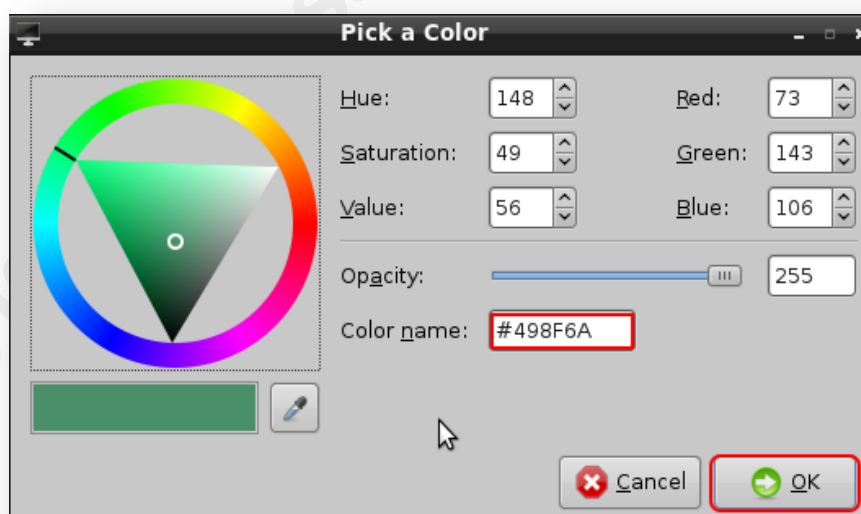 Pick a Color
Hue: 148 Red: 73
Saturation: 49 Green: 143
Value: 56 Blue: 106
Opacity: 255
Color name: #498F6A
Cancel OK